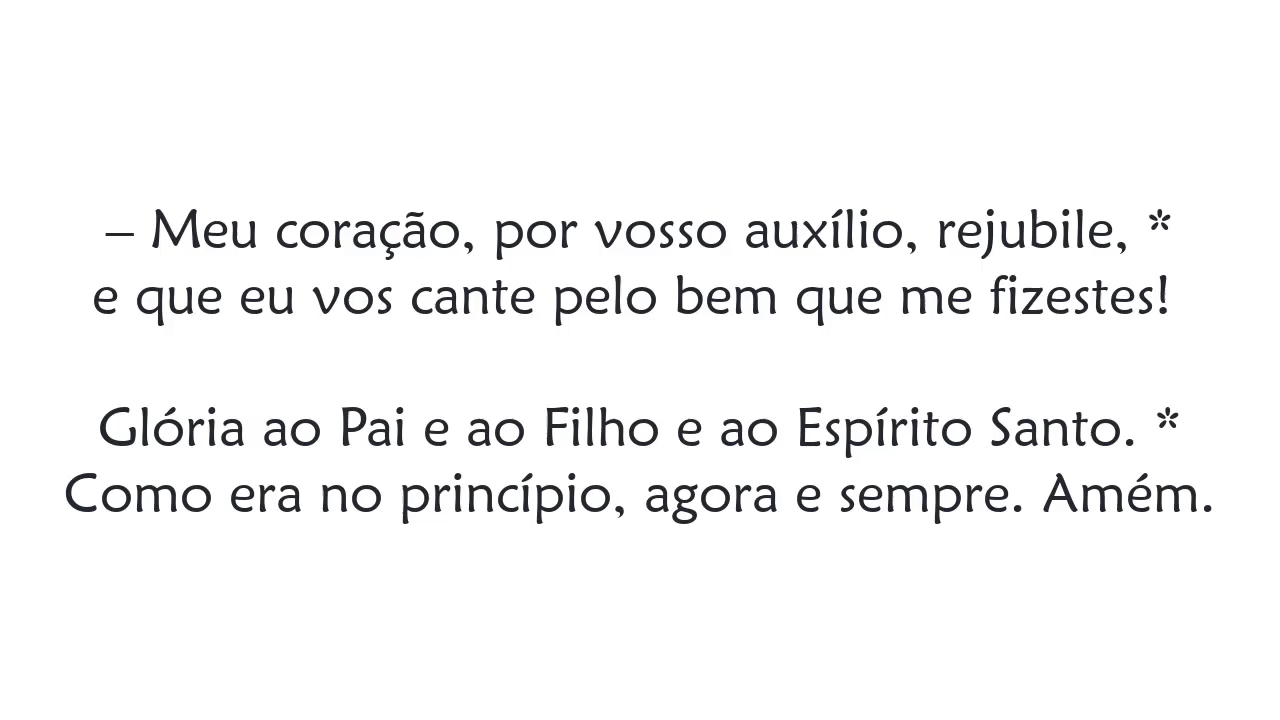 – Meu coração, por vosso auxílio, rejubile, *
e que eu vos cante pelo bem que me fizestes!
Glória ao Pai e ao Filho e ao Espírito Santo. *
Como era no princípio, agora e sempre. Amém.